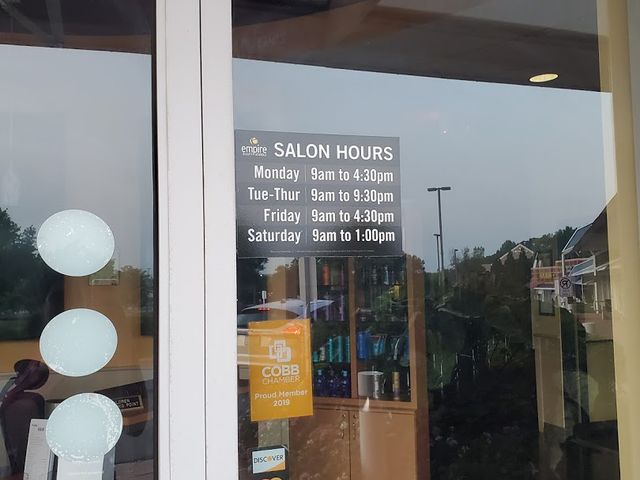 empire
SALON HOURS
Monday 9am to 4:30pm
Tue-Thur 9am to 9:30pm
Friday 9am to 4:30pm
Saturday 9am to 1:00pm
COBB
CHAMBER
Proud Member
2019
DISCOVER